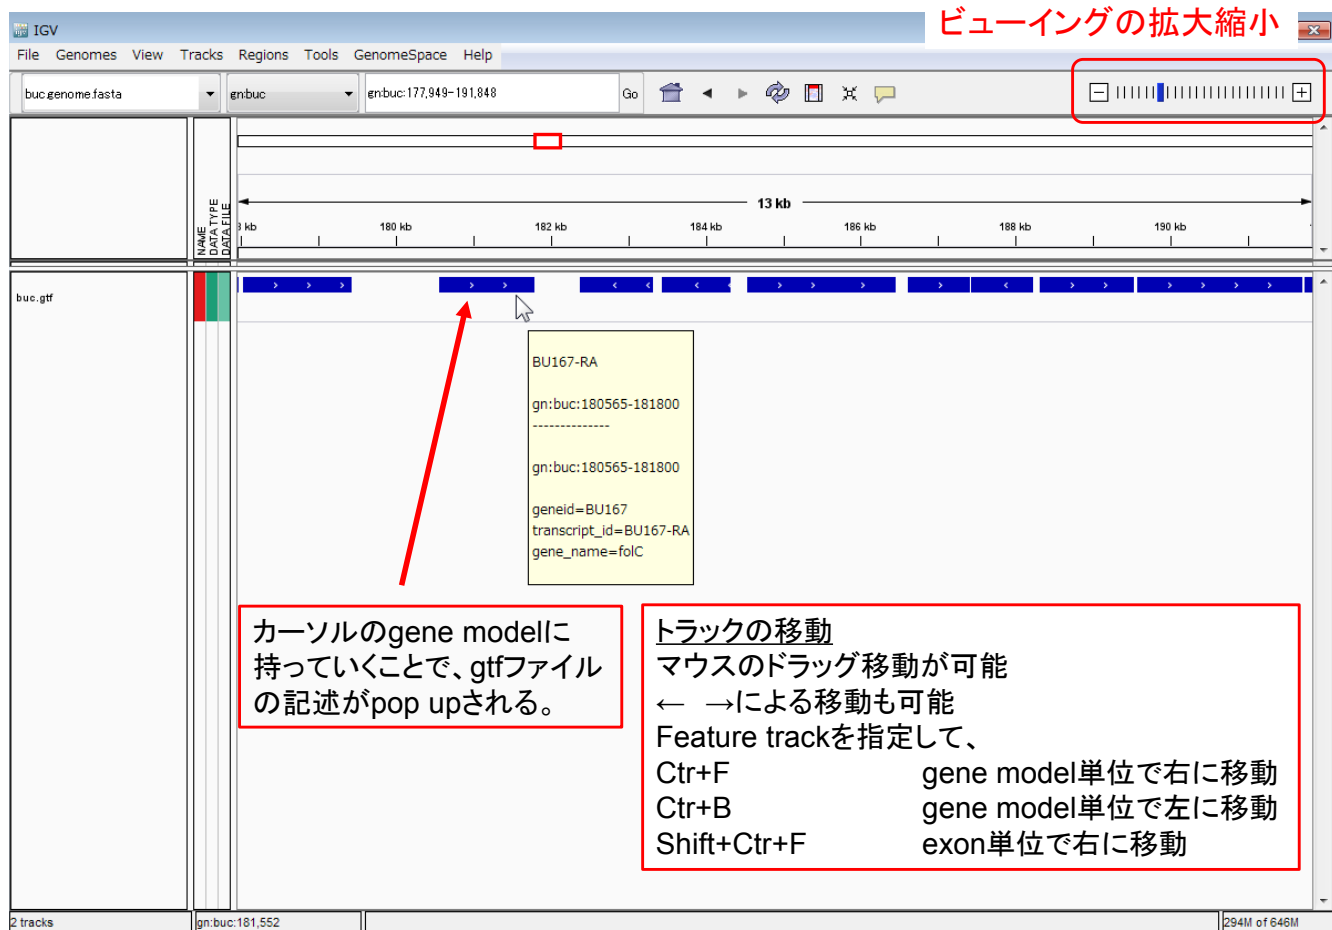 ビューイングの拡大縮小
IGV
File Genomes View Tracks Regions Tools GenomeSpace Help
buc.genome.fasta gn:buc gn:buc:177,949-191,848 Go
NAME
DATA TYPE
DATA FILE
13 kb
kb 180 kb 182 kb 184 kb 186 kb 188 kb 190 kb
buc.gtf
BU167-RA
gn:buc:180565-181800
--------------
gn:buc:180565-181800
geneid=BU167
transcript_id=BU167-RA
gene_name=folC
カーソルのgene modelに
持っていくことで、gtfファイル
の記述がpop upされる。
トラックの移動
マウスのドラッグ移動が可能
← →による移動も可能
Feature trackを指定して、
Ctr+F gene model単位で右に移動
Ctr+B gene model単位で左に移動
Shift+Ctr+F exon単位で右に移動
2 tracks gn:buc:181,552 294M of 646M